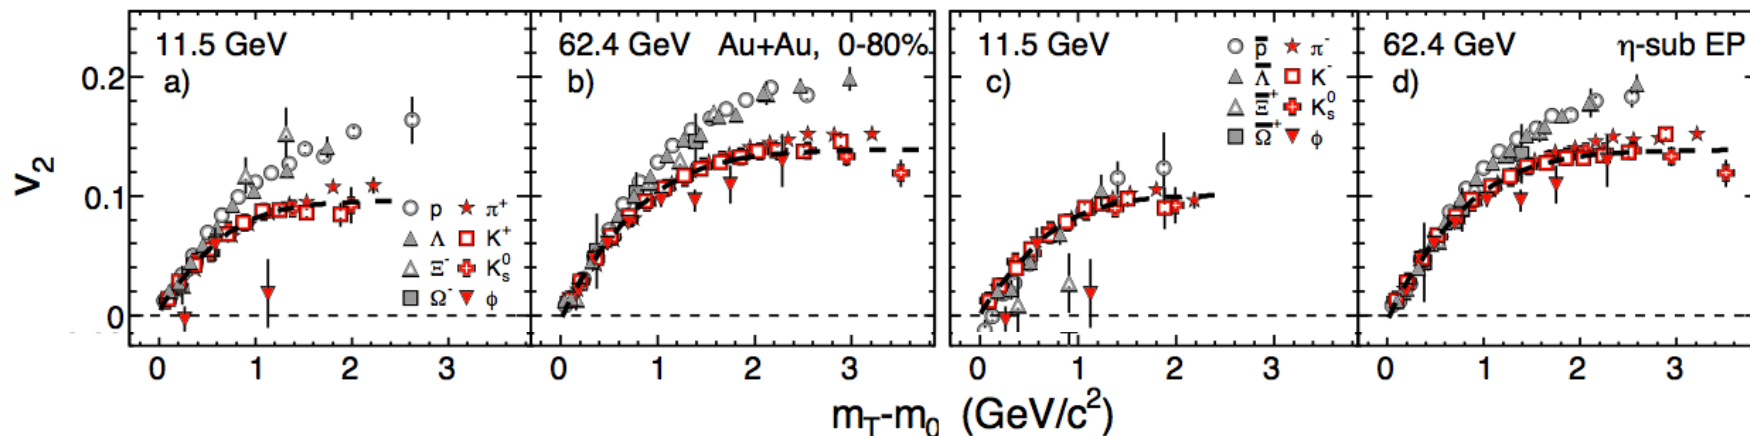 11.5 GeV
a)
62.4 GeV Au+Au, 0-80%
b)
11.5 GeV
c)
62.4 GeV η-sub EP
d)
v₂
0.2
0.1
0
p π⁺
Λ K⁺
Ξ⁻ K⁰ₛ
Ω⁻ ϕ
p̅ π⁻
Λ̅ K⁻
Ξ̅⁺ K⁰ₛ
Ω̅⁺ ϕ
0 1 2 3 0 1 2 3 0 1 2 3 0 1 2 3
m_T-m₀ (GeV/c²)